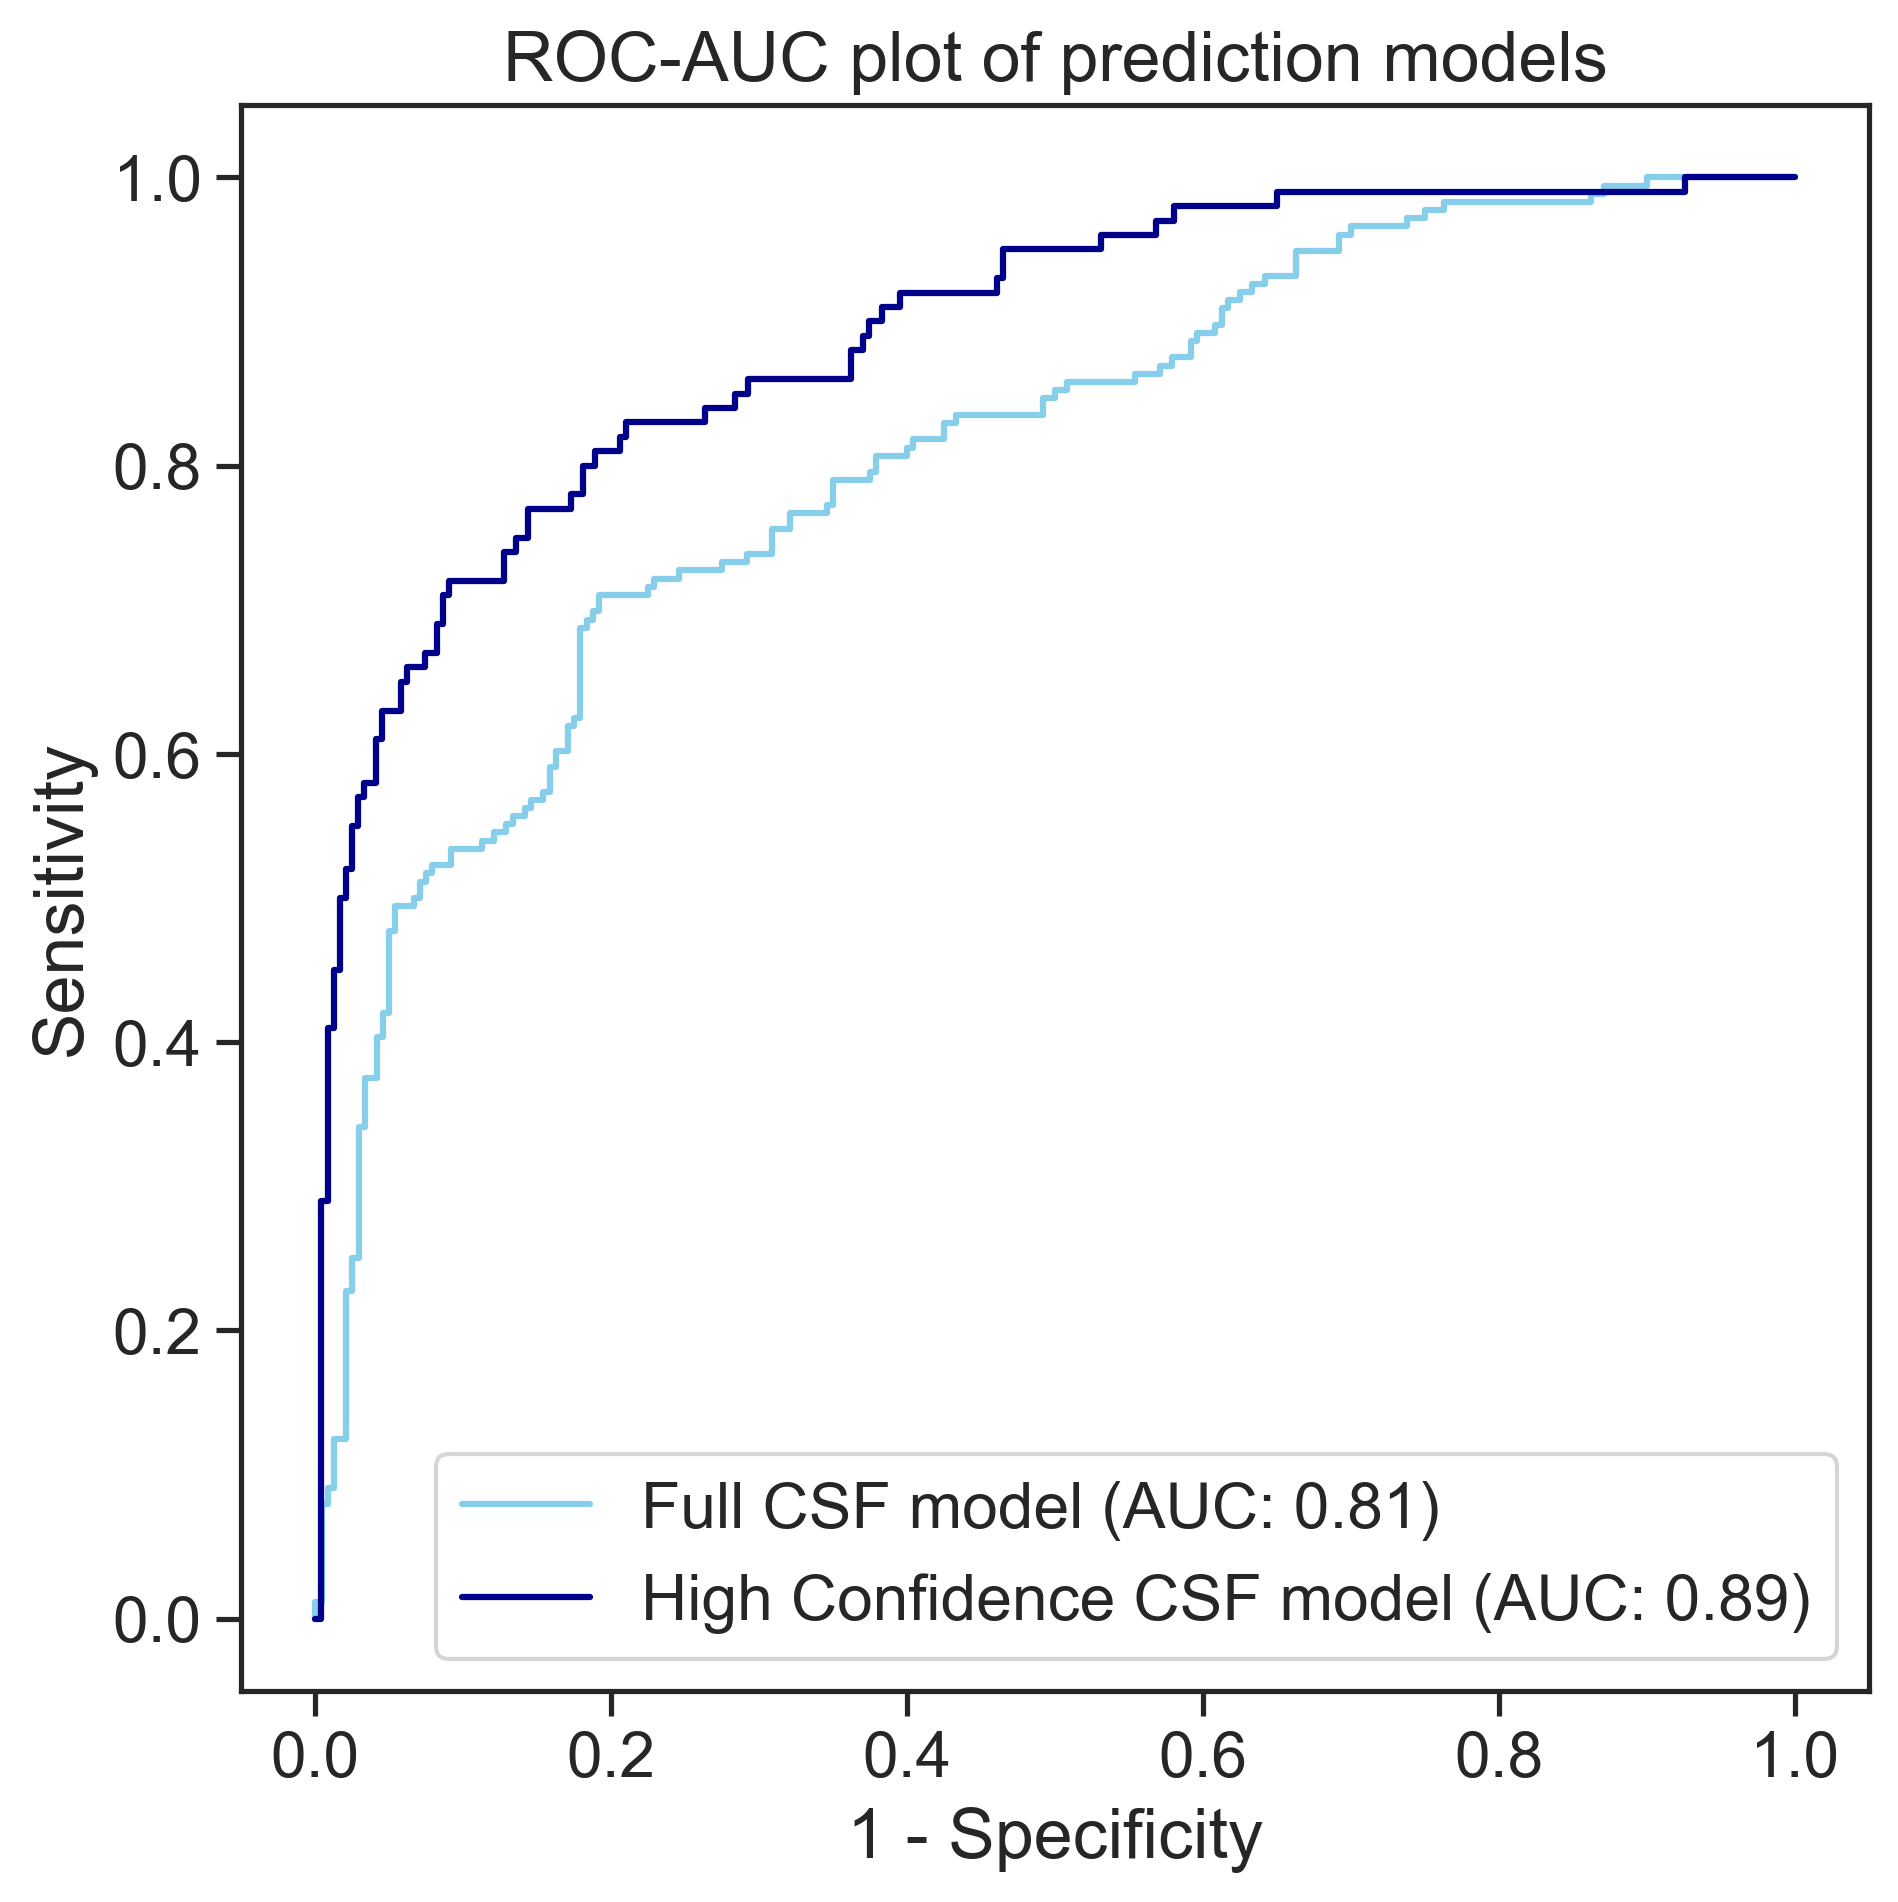 ROC-AUC plot of prediction models
Sensitivity
1.0
0.8
0.6
0.4
0.2
0.0
Full CSF model (AUC: 0.81)
High Confidence CSF model (AUC: 0.89)
0.0 0.2 0.4 0.6 0.8 1.0
1 - Specificity